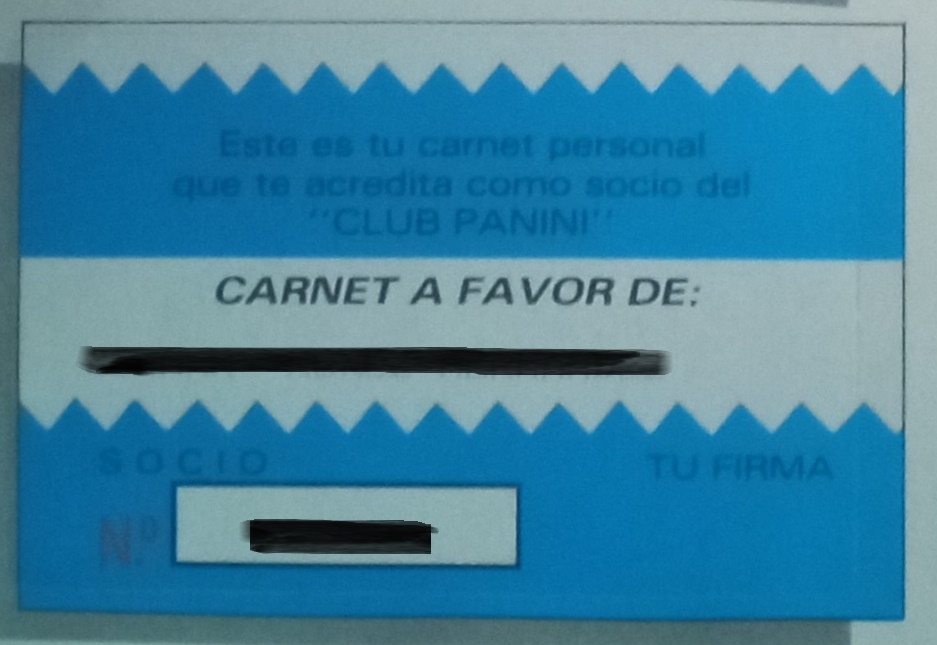 Este es tu carnet personal
que te acredita como socio del
"CLUB PANINI"
CARNET A FAVOR DE:
SOCIO
TU FIRMA
Nº